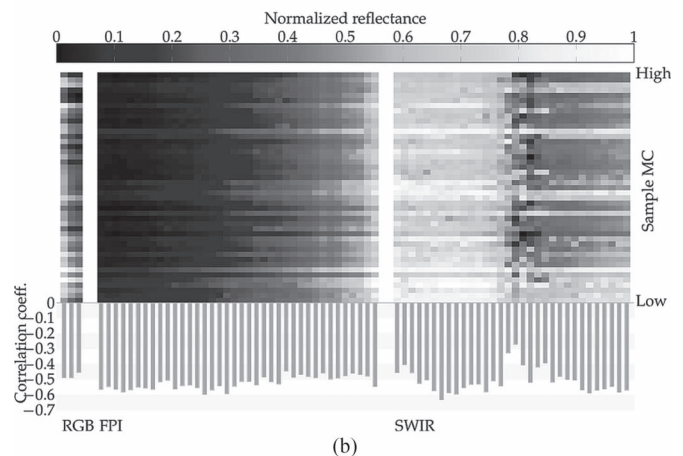 Normalized reflectance
0 0.1 0.2 0.3 0.4 0.5 0.6 0.7 0.8 0.9 1
High
Sample MC
Low
Correlation coeff.
0
−0.1
−0.2
−0.3
−0.4
−0.5
−0.6
−0.7
RGB FPI SWIR
(b)